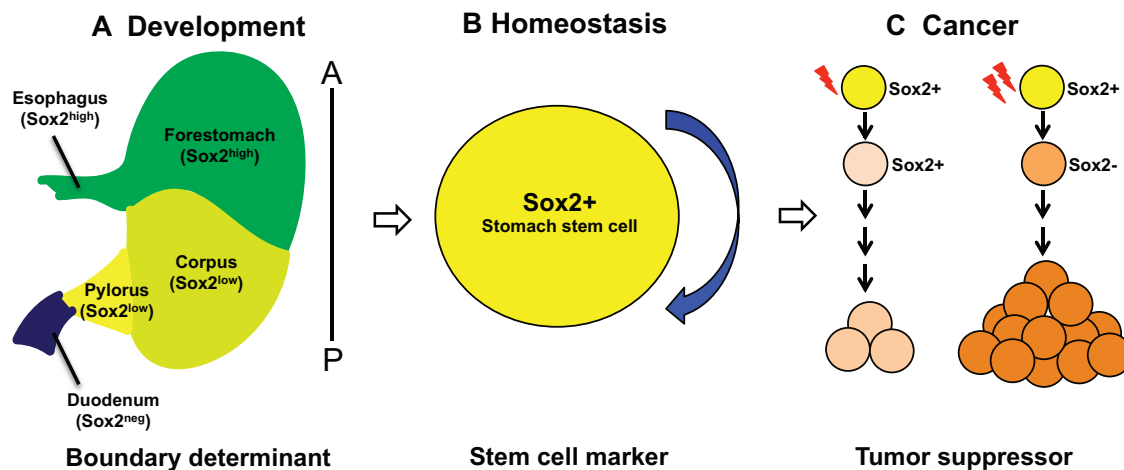 A Development
B Homeostasis
C Cancer
Esophagus
(Sox2high)
Forestomach
(Sox2high)
Corpus
(Sox2low)
Pylorus
(Sox2low)
Duodenum
(Sox2neg)
A
P
Sox2+
Stomach stem cell
Sox2+
Sox2+
Sox2+
Sox2-
Boundary determinant
Stem cell marker
Tumor suppressor